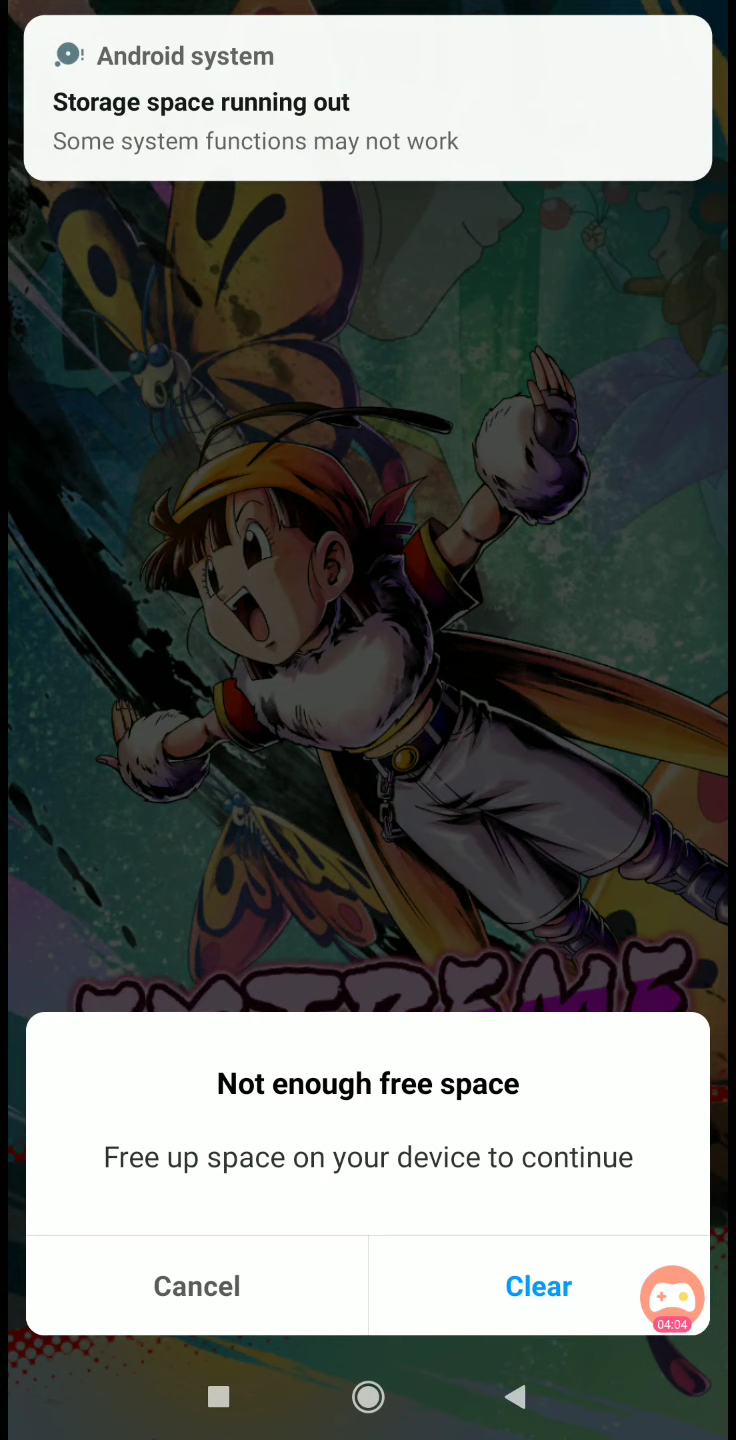 Android system
Storage space running out
Some system functions may not work
EXTREME
Not enough free space
Free up space on your device to continue
Cancel
Clear
04:04